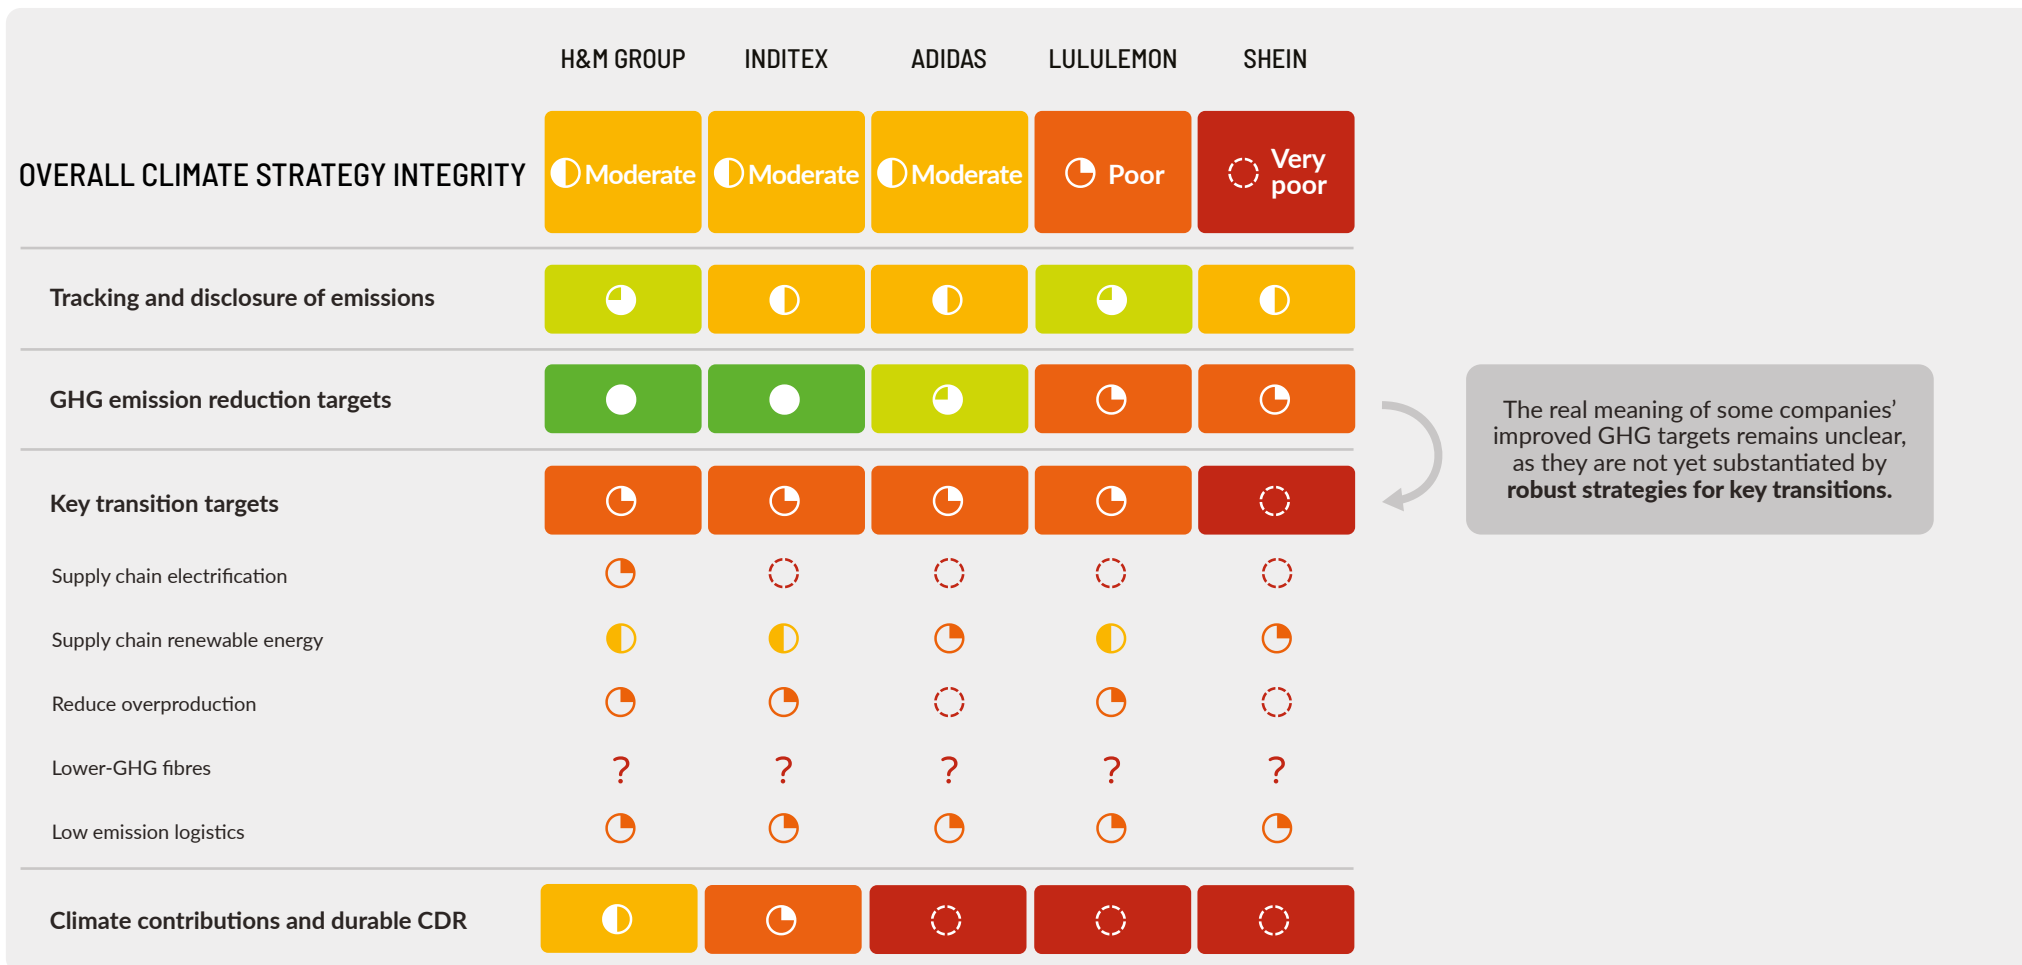 H&M GROUP INDITEX ADIDAS LULULEMON SHEIN
OVERALL CLIMATE STRATEGY INTEGRITY
Moderate Moderate Moderate Poor Very poor
Tracking and disclosure of emissions
GHG emission reduction targets
The real meaning of some companies’
improved GHG targets remains unclear,
as they are not yet substantiated by
robust strategies for key transitions.
Key transition targets
Supply chain electrification
Supply chain renewable energy
Reduce overproduction
Lower-GHG fibres ? ? ? ? ?
Low emission logistics
Climate contributions and durable CDR